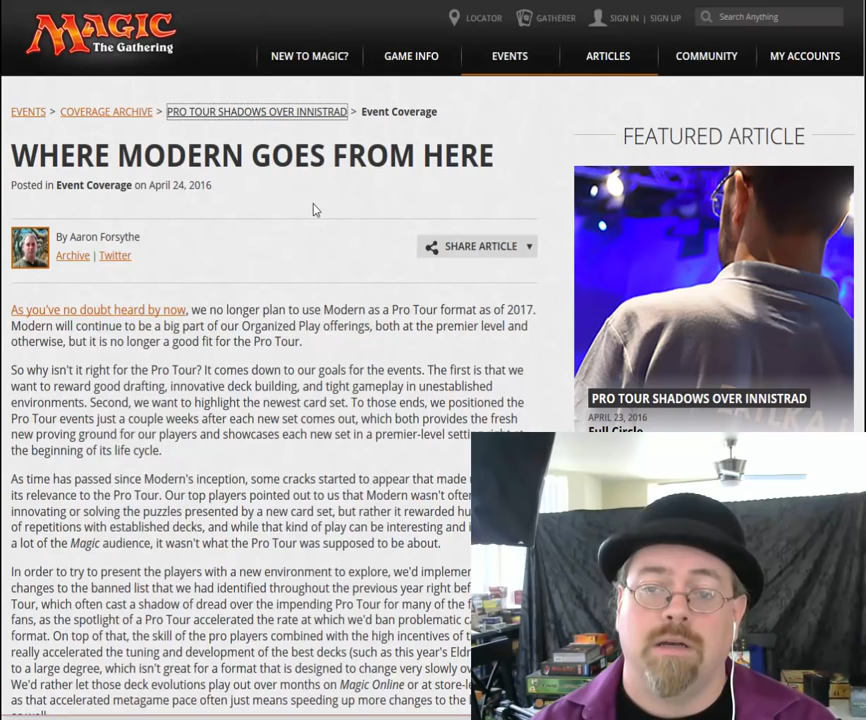 MAGIC
The Gathering
LOCATOR GATHERER SIGN IN | SIGN UP Search Anything
NEW TO MAGIC? GAME INFO EVENTS ARTICLES COMMUNITY MY ACCOUNTS
EVENTS > COVERAGE ARCHIVE > PRO TOUR SHADOWS OVER INNISTRAD > Event Coverage
WHERE MODERN GOES FROM HERE
Posted in Event Coverage on April 24, 2016
By Aaron Forsythe
Archive | Twitter
SHARE ARTICLE
As you've no doubt heard by now, we no longer plan to use Modern as a Pro Tour format as of 2017.
Modern will continue to be a big part of our Organized Play offerings, both at the premier level and
otherwise, but it is no longer a good fit for the Pro Tour.
So why isn't it right for the Pro Tour? It comes down to our goals for the events. The first is that we
want to reward good drafting, innovative deck building, and tight gameplay in unestablished
environments. Second, we want to highlight the newest card set. To those ends, we positioned the
Pro Tour events just a couple weeks after each new set comes out, which both provides the fresh
new proving ground for our players and showcases each new set in a premier-level setting right at
the beginning of its life cycle.
As time has passed since Modern's inception, some cracks started to appear that made
its relevance to the Pro Tour. Our top players pointed out to us that Modern wasn't
innovating or solving the puzzles presented by a new card set, but rather it rewarded
of repetitions with established decks, and while that kind of play can be interesting and
a lot of the Magic audience, it wasn't what the Pro Tour was supposed to be about.
In order to try to present the players with a new environment to explore, we'd
changes to the banned list that we had identified throughout the previous year right
Tour, which often cast a shadow of dread over the impending Pro Tour for many of the
fans, as the spotlight of a Pro Tour accelerated the rate at which we'd ban problematic
format. On top of that, the skill of the pro players combined with the high incentives of
really accelerated the tuning and development of the best decks (such as this year's
to a large degree, which isn't great for a format that is designed to change very slowly
We'd rather let those deck evolutions play out over months on Magic Online or at
as that accelerated metagame pace often just means speeding up more changes to the
FEATURED ARTICLE
PRO TOUR SHADOWS OVER INNISTRAD
APRIL 23, 2016
Full Circle